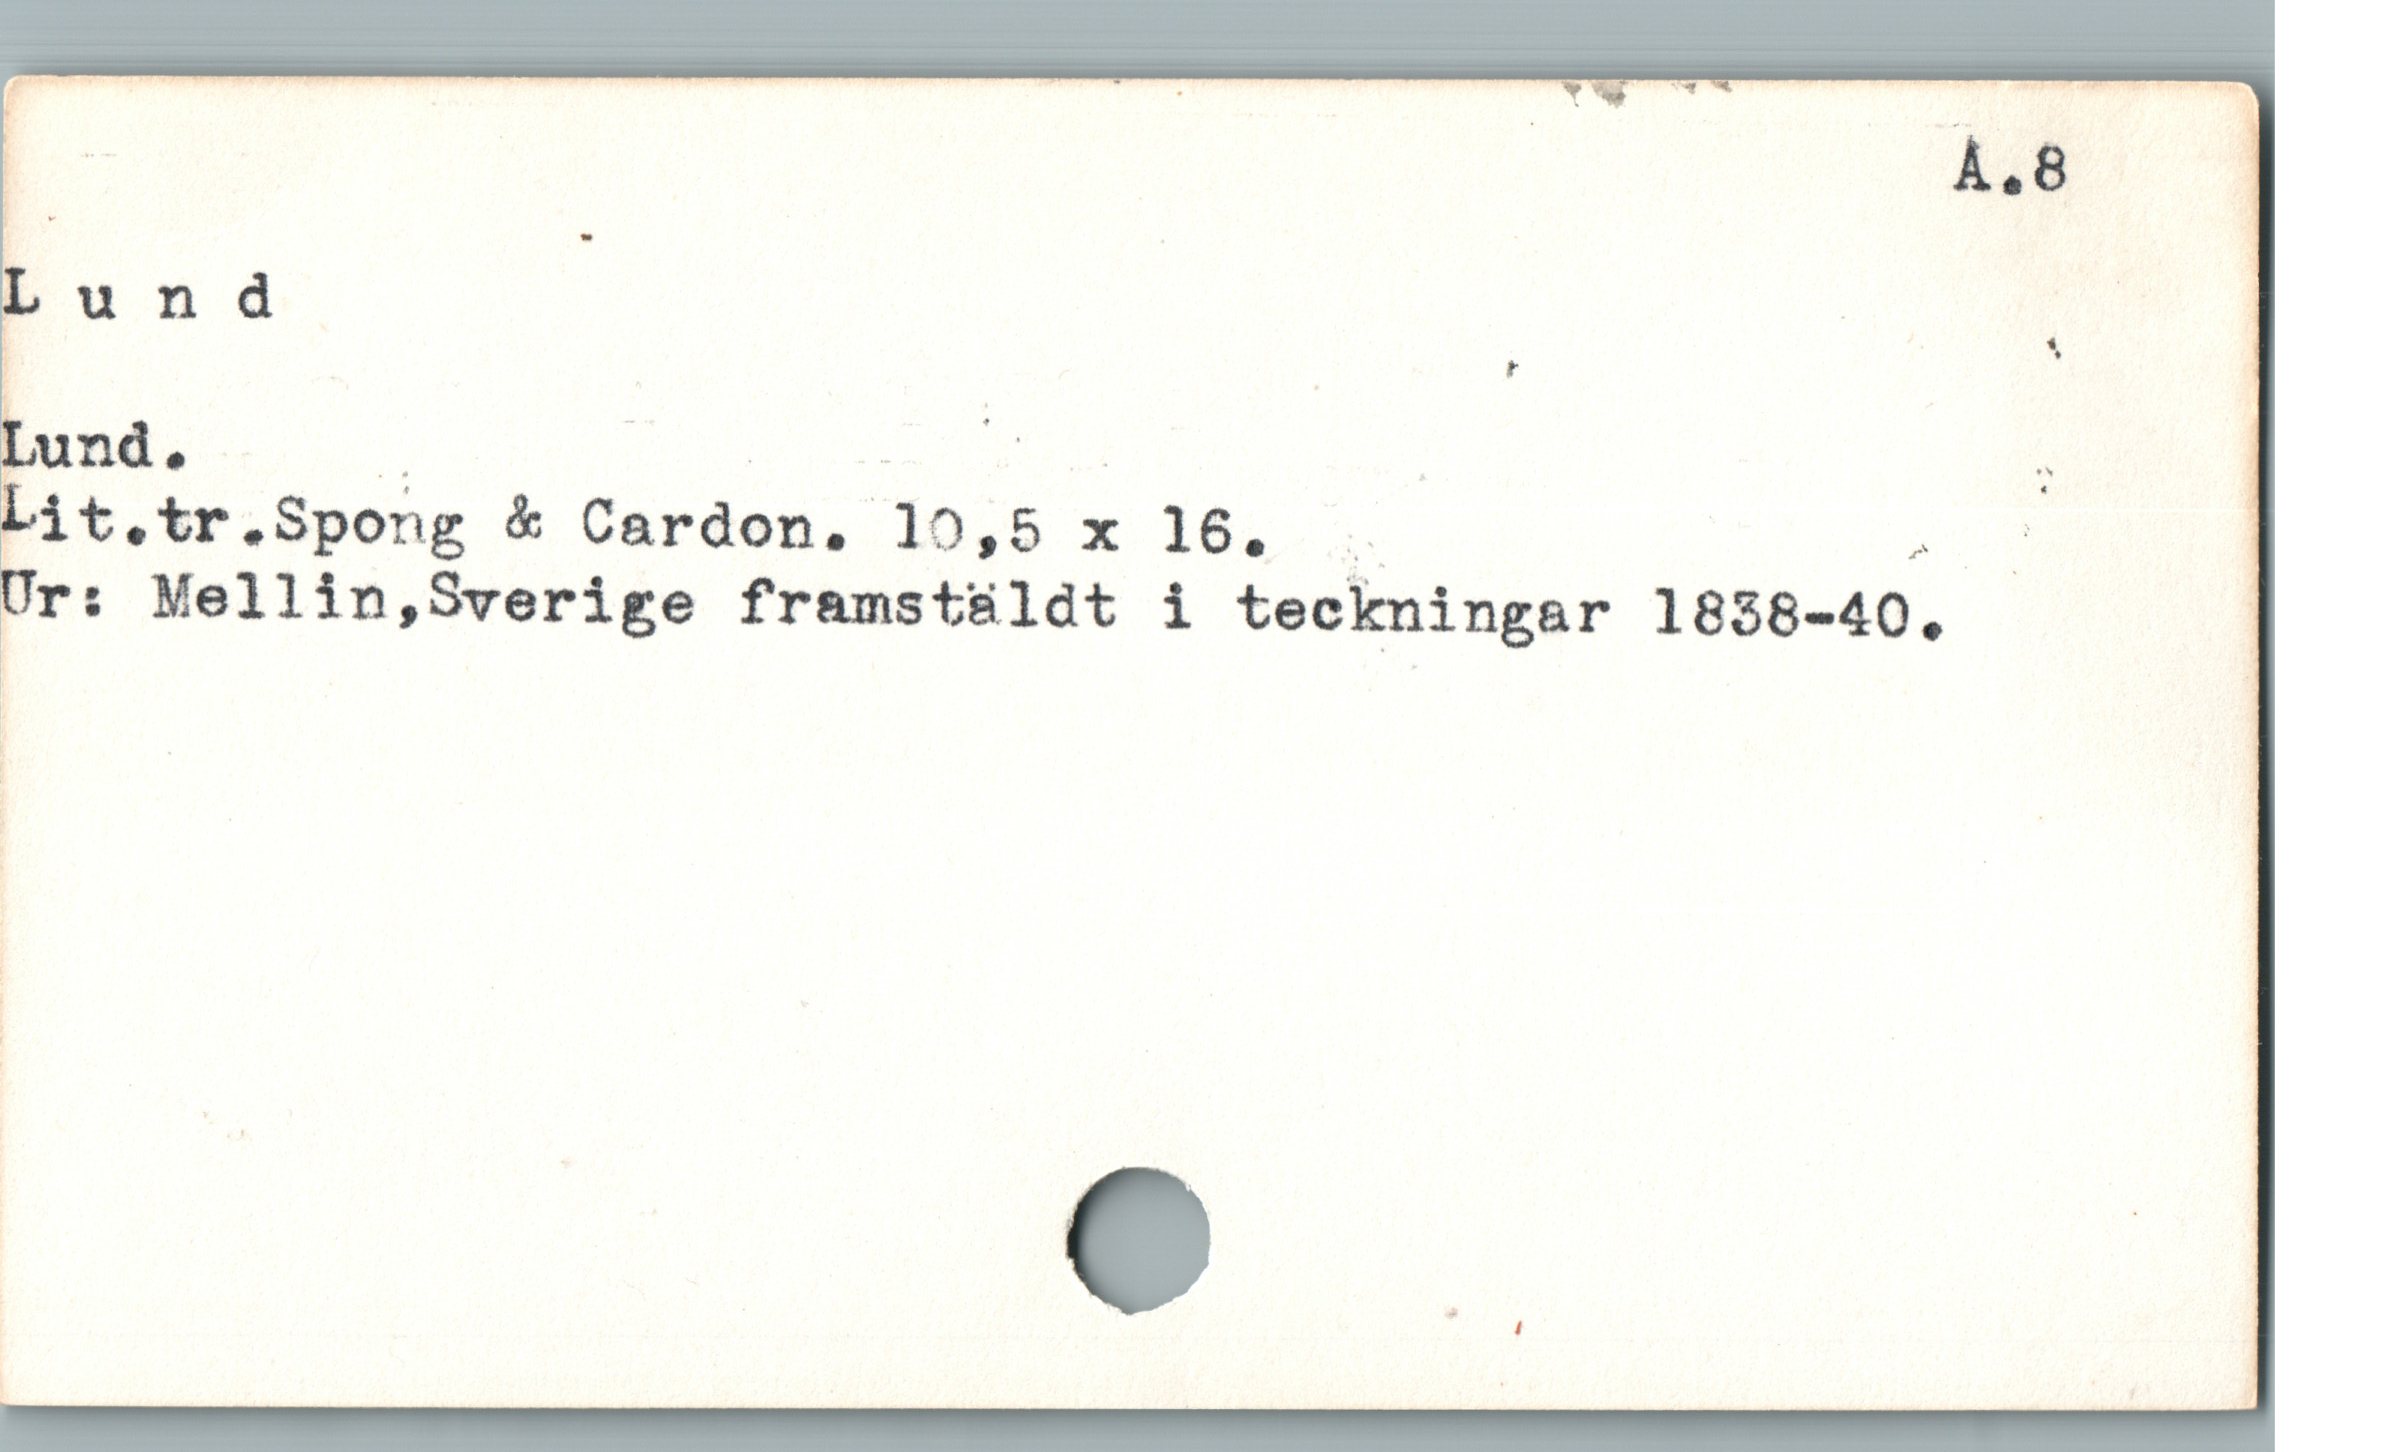 A.8
L u n d
Lund.
Lit.tr.Spong & Cardon. 10,5 x 16.
Ur: Mellin,Sverige framstäldt i teckningar 1838-40.